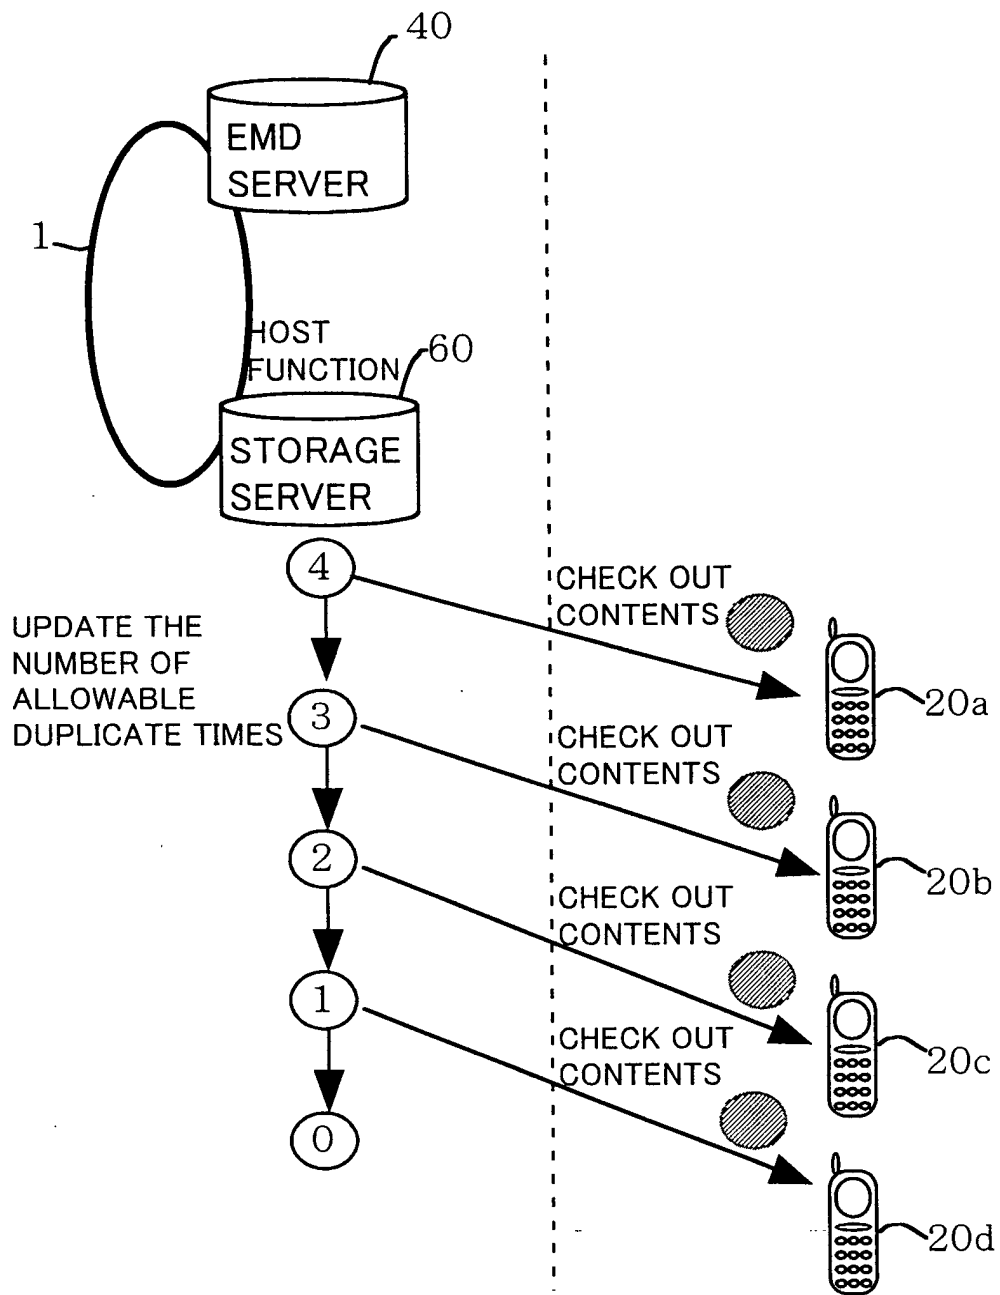 40
EMD
SERVER
1
HOST
FUNCTION
60
STORAGE
SERVER
4
CHECK OUT
CONTENTS
UPDATE THE
NUMBER OF
ALLOWABLE
DUPLICATE TIMES
20a
3
CHECK OUT
CONTENTS
2
20b
CHECK OUT
CONTENTS
1
20c
CHECK OUT
CONTENTS
0
20d